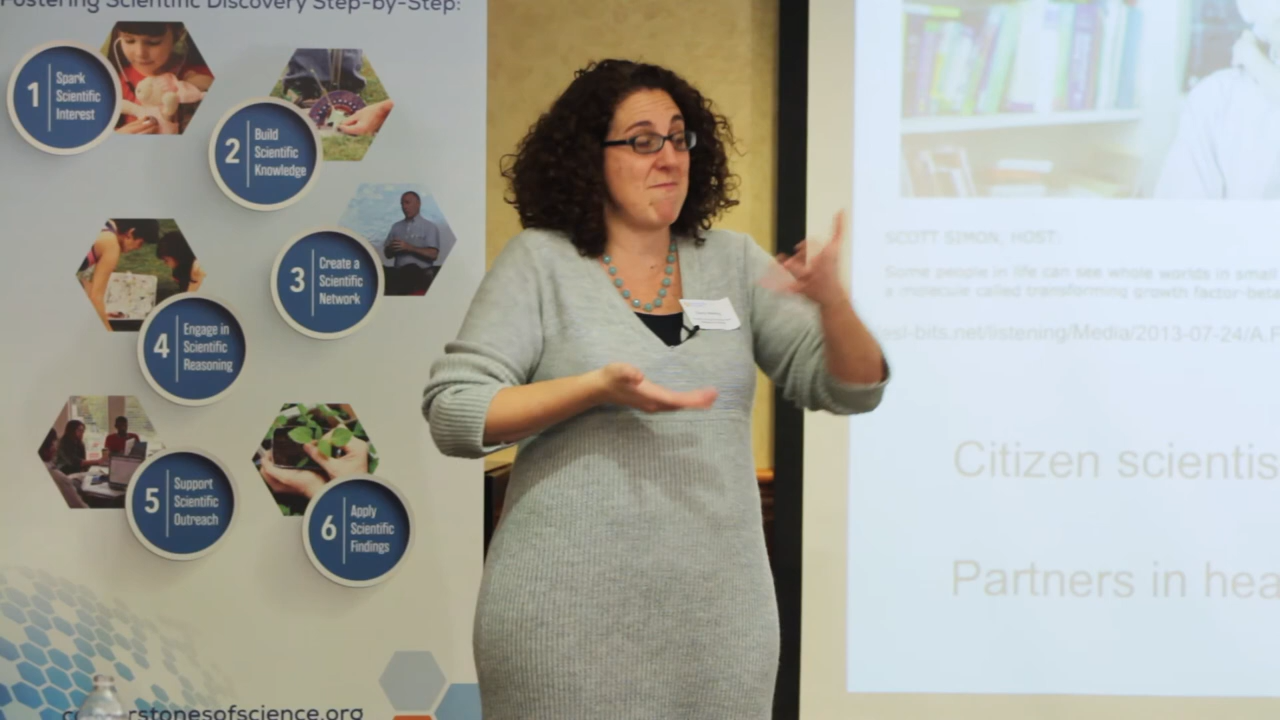 Fostering Scientific Discovery Step-by-Step:
1
Spark
Scientific
Interest
2
Build
Scientific
Knowledge
3
Create a
Scientific
Network
4
Engage in
Scientific
Reasoning
5
Support
Scientific
Outreach
6
Apply
Scientific
Findings
rstonesofscience.org
SCOTT SIMON, HOST:
Some people in life can see whole worlds in small
a molecule called transforming growth factor-beta
esl-bits.net/listening/Media/2013-07-24/A F
Citizen scientis
Partners in hea